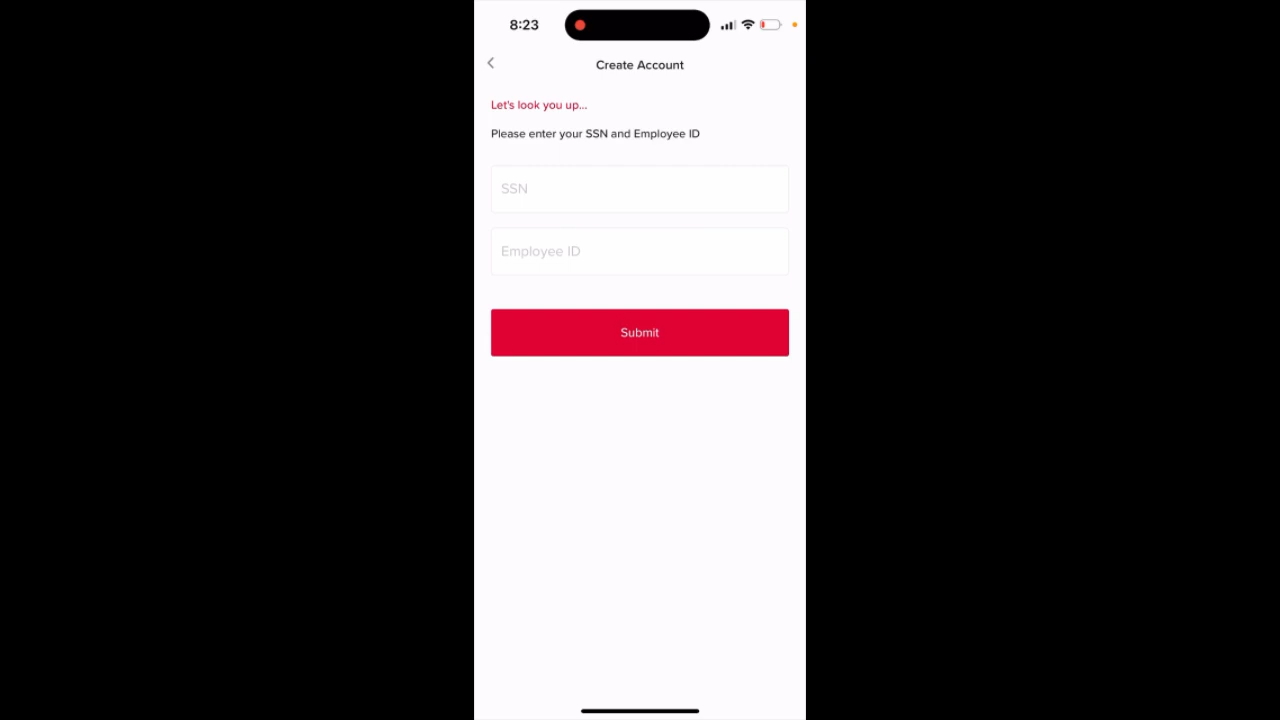 8:23
Create Account
Let's look you up...
Please enter your SSN and Employee ID
SSN
Employee ID
Submit